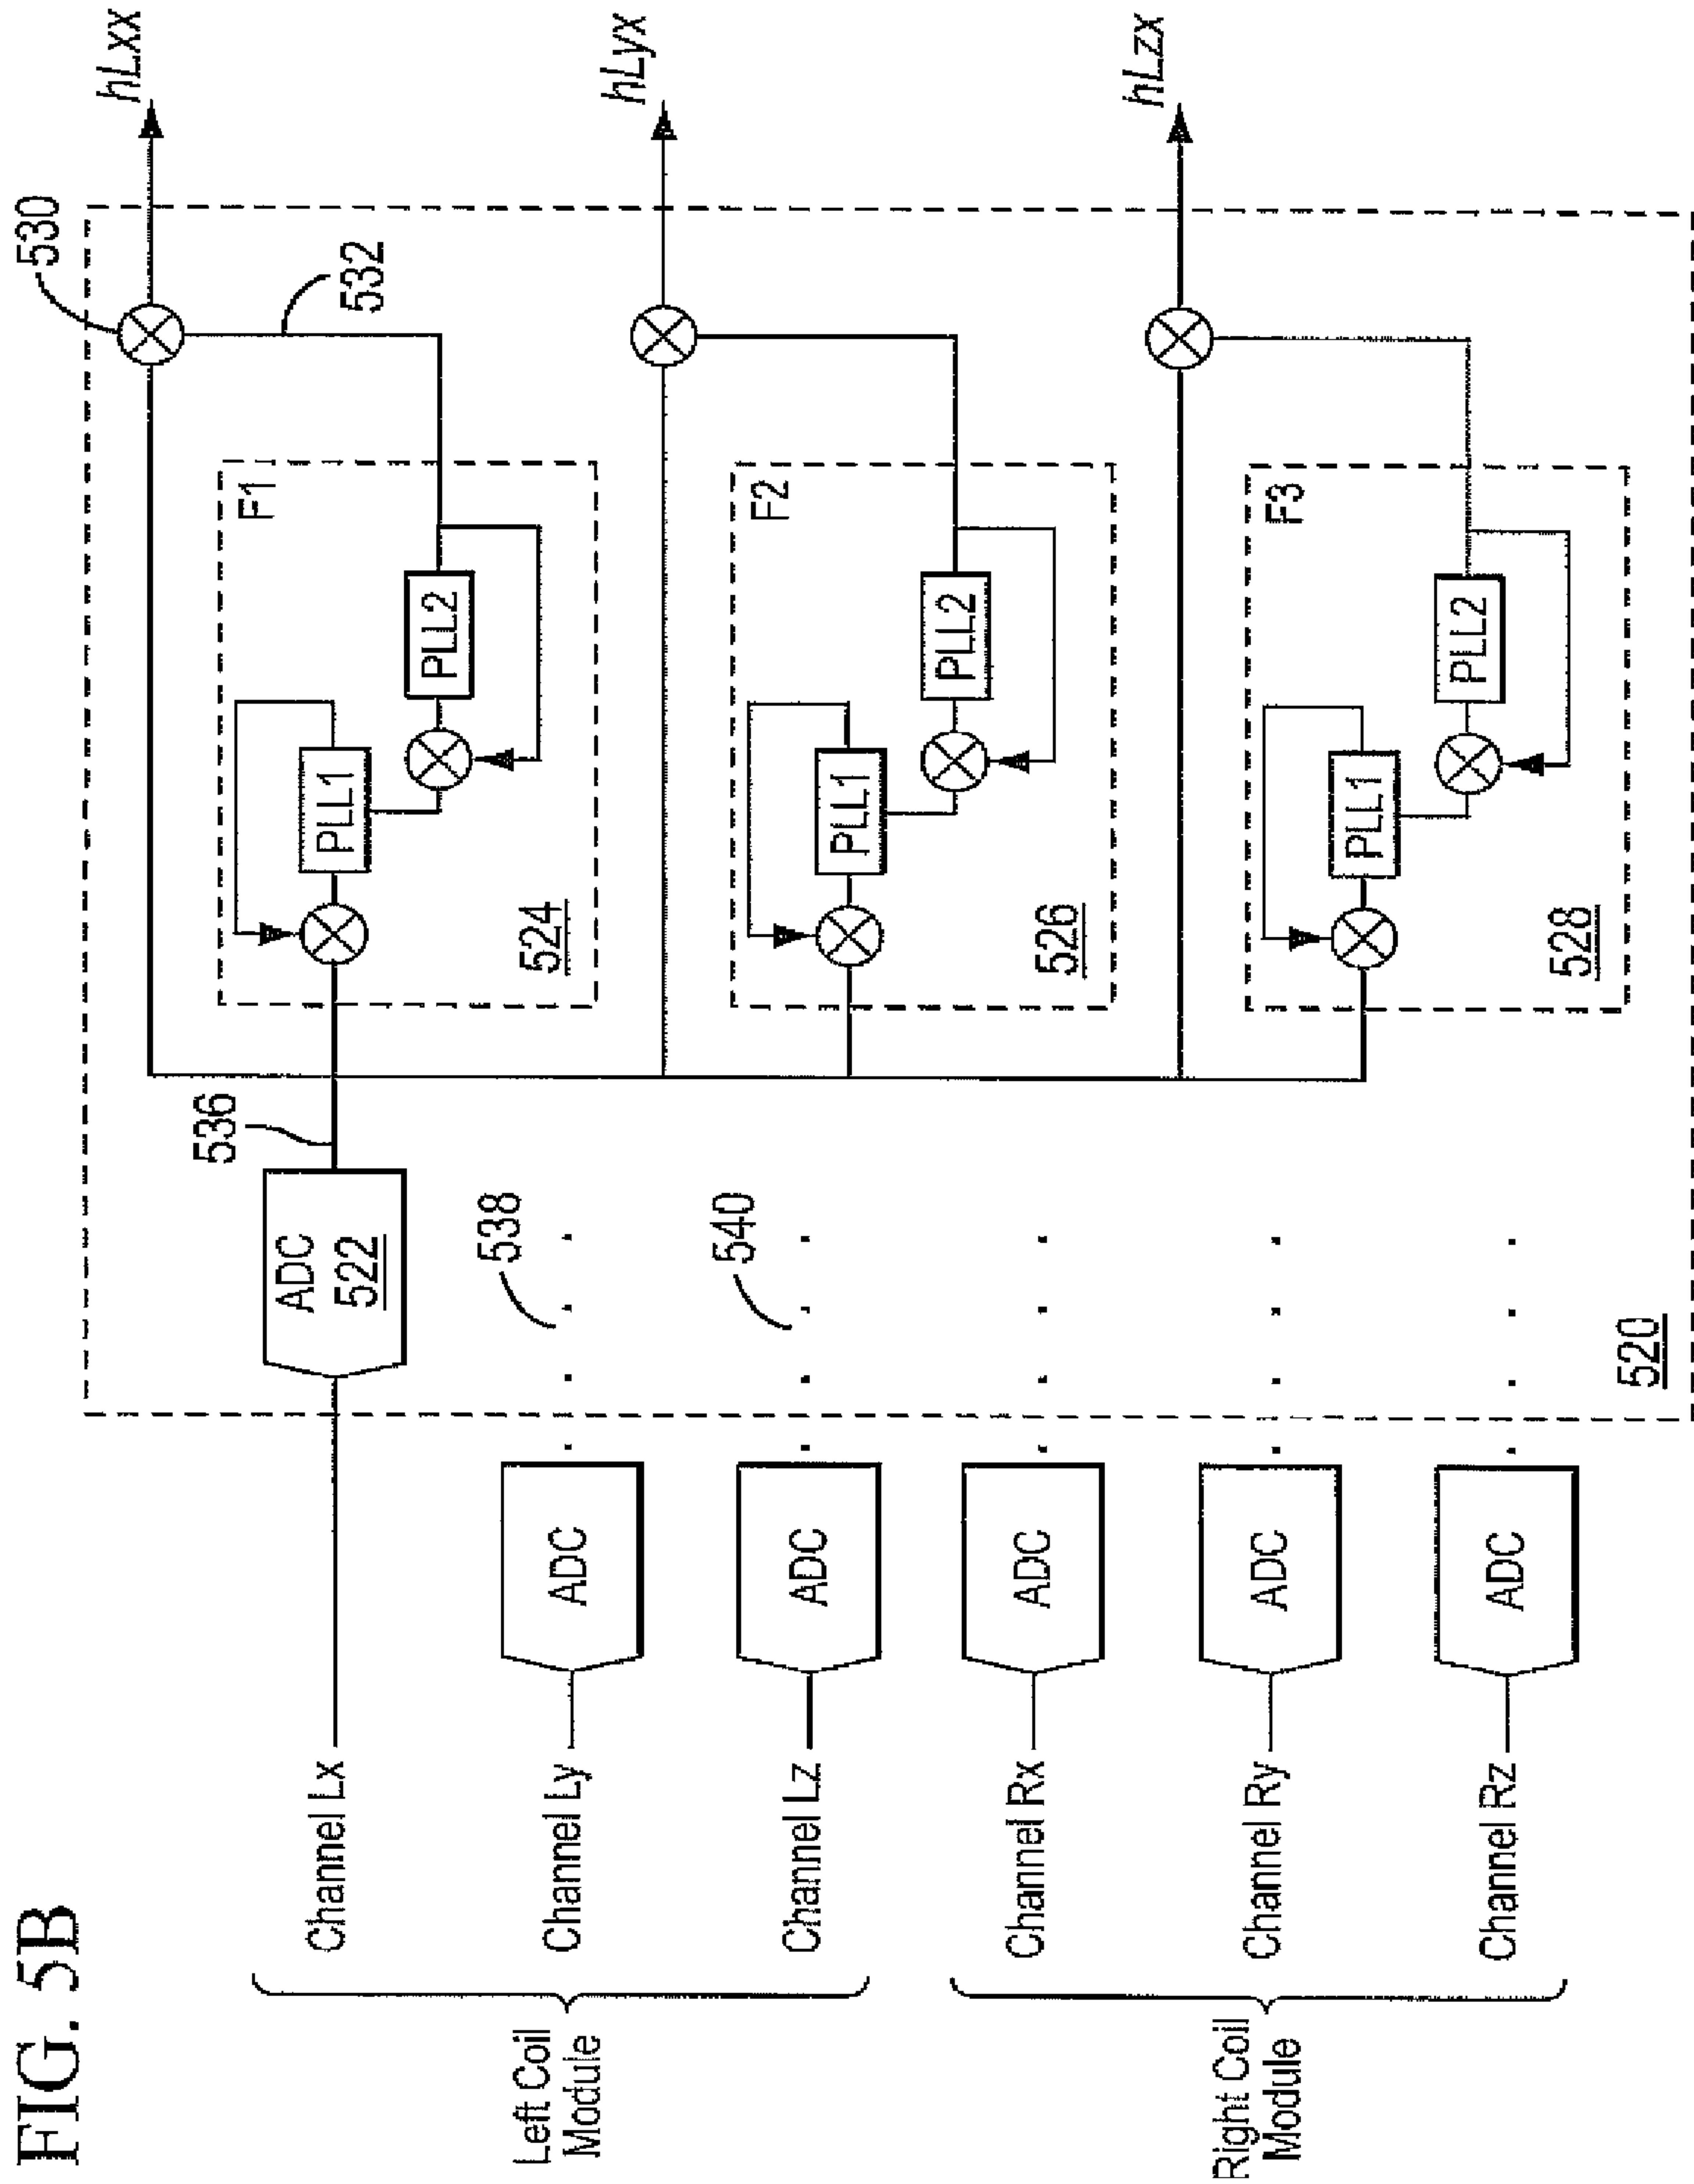 FIG. 5B
Left Coil
Module
Right Coil
Module
Channel Lx
Channel Ly
Channel Lz
Channel Rx
Channel Ry
Channel Rz
ADC
522
ADC
ADC
ADC
ADC
ADC
536
538
540
520
F1
PLL1
PLL2
524
F2
PLL1
PLL2
526
F3
PLL1
PLL2
528
530
532
hLxx
hLyx
hLzx